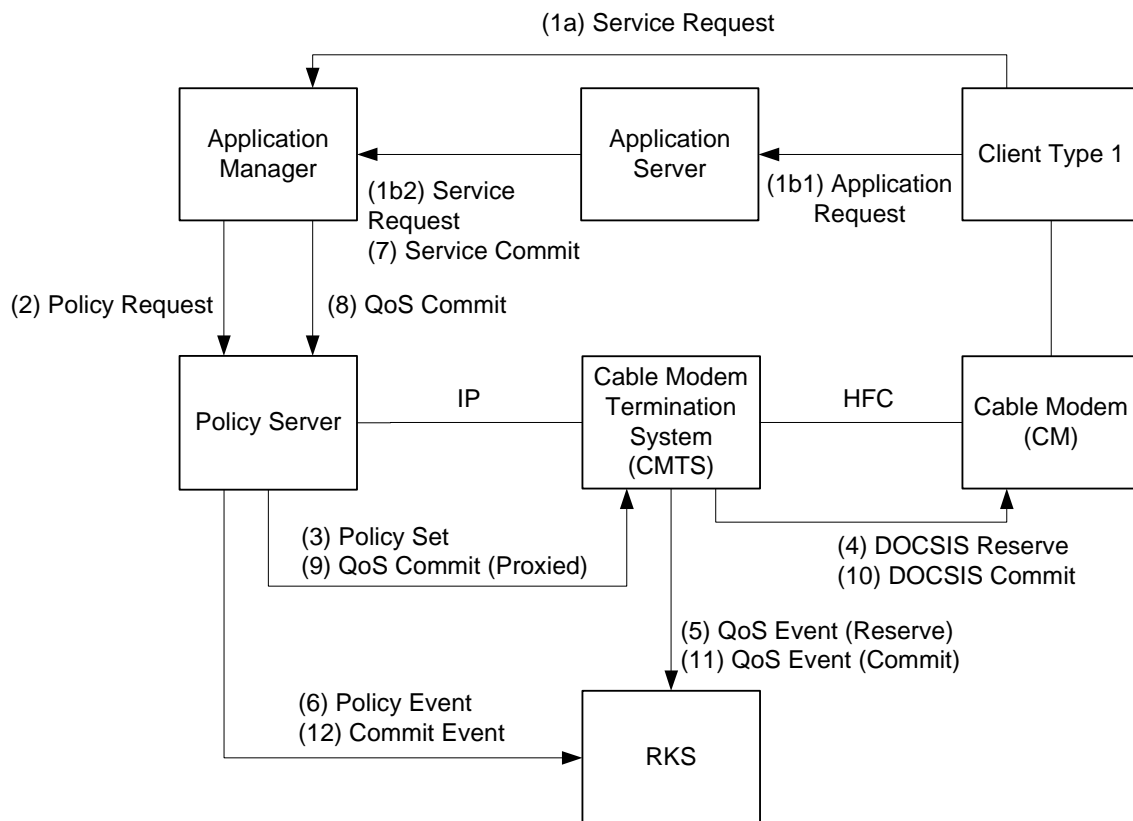 (1a) Service Request
Application
Manager
Application
Server
Client Type 1
(1b2) Service
Request
(7) Service Commit
(1b1) Application
Request
(2) Policy Request
(8) QoS Commit
Policy Server
IP
Cable Modem
Termination
System
(CMTS)
HFC
Cable Modem
(CM)
(3) Policy Set
(9) QoS Commit (Proxied)
(4) DOCSIS Reserve
(10) DOCSIS Commit
(5) QoS Event (Reserve)
(11) QoS Event (Commit)
(6) Policy Event
(12) Commit Event
RKS